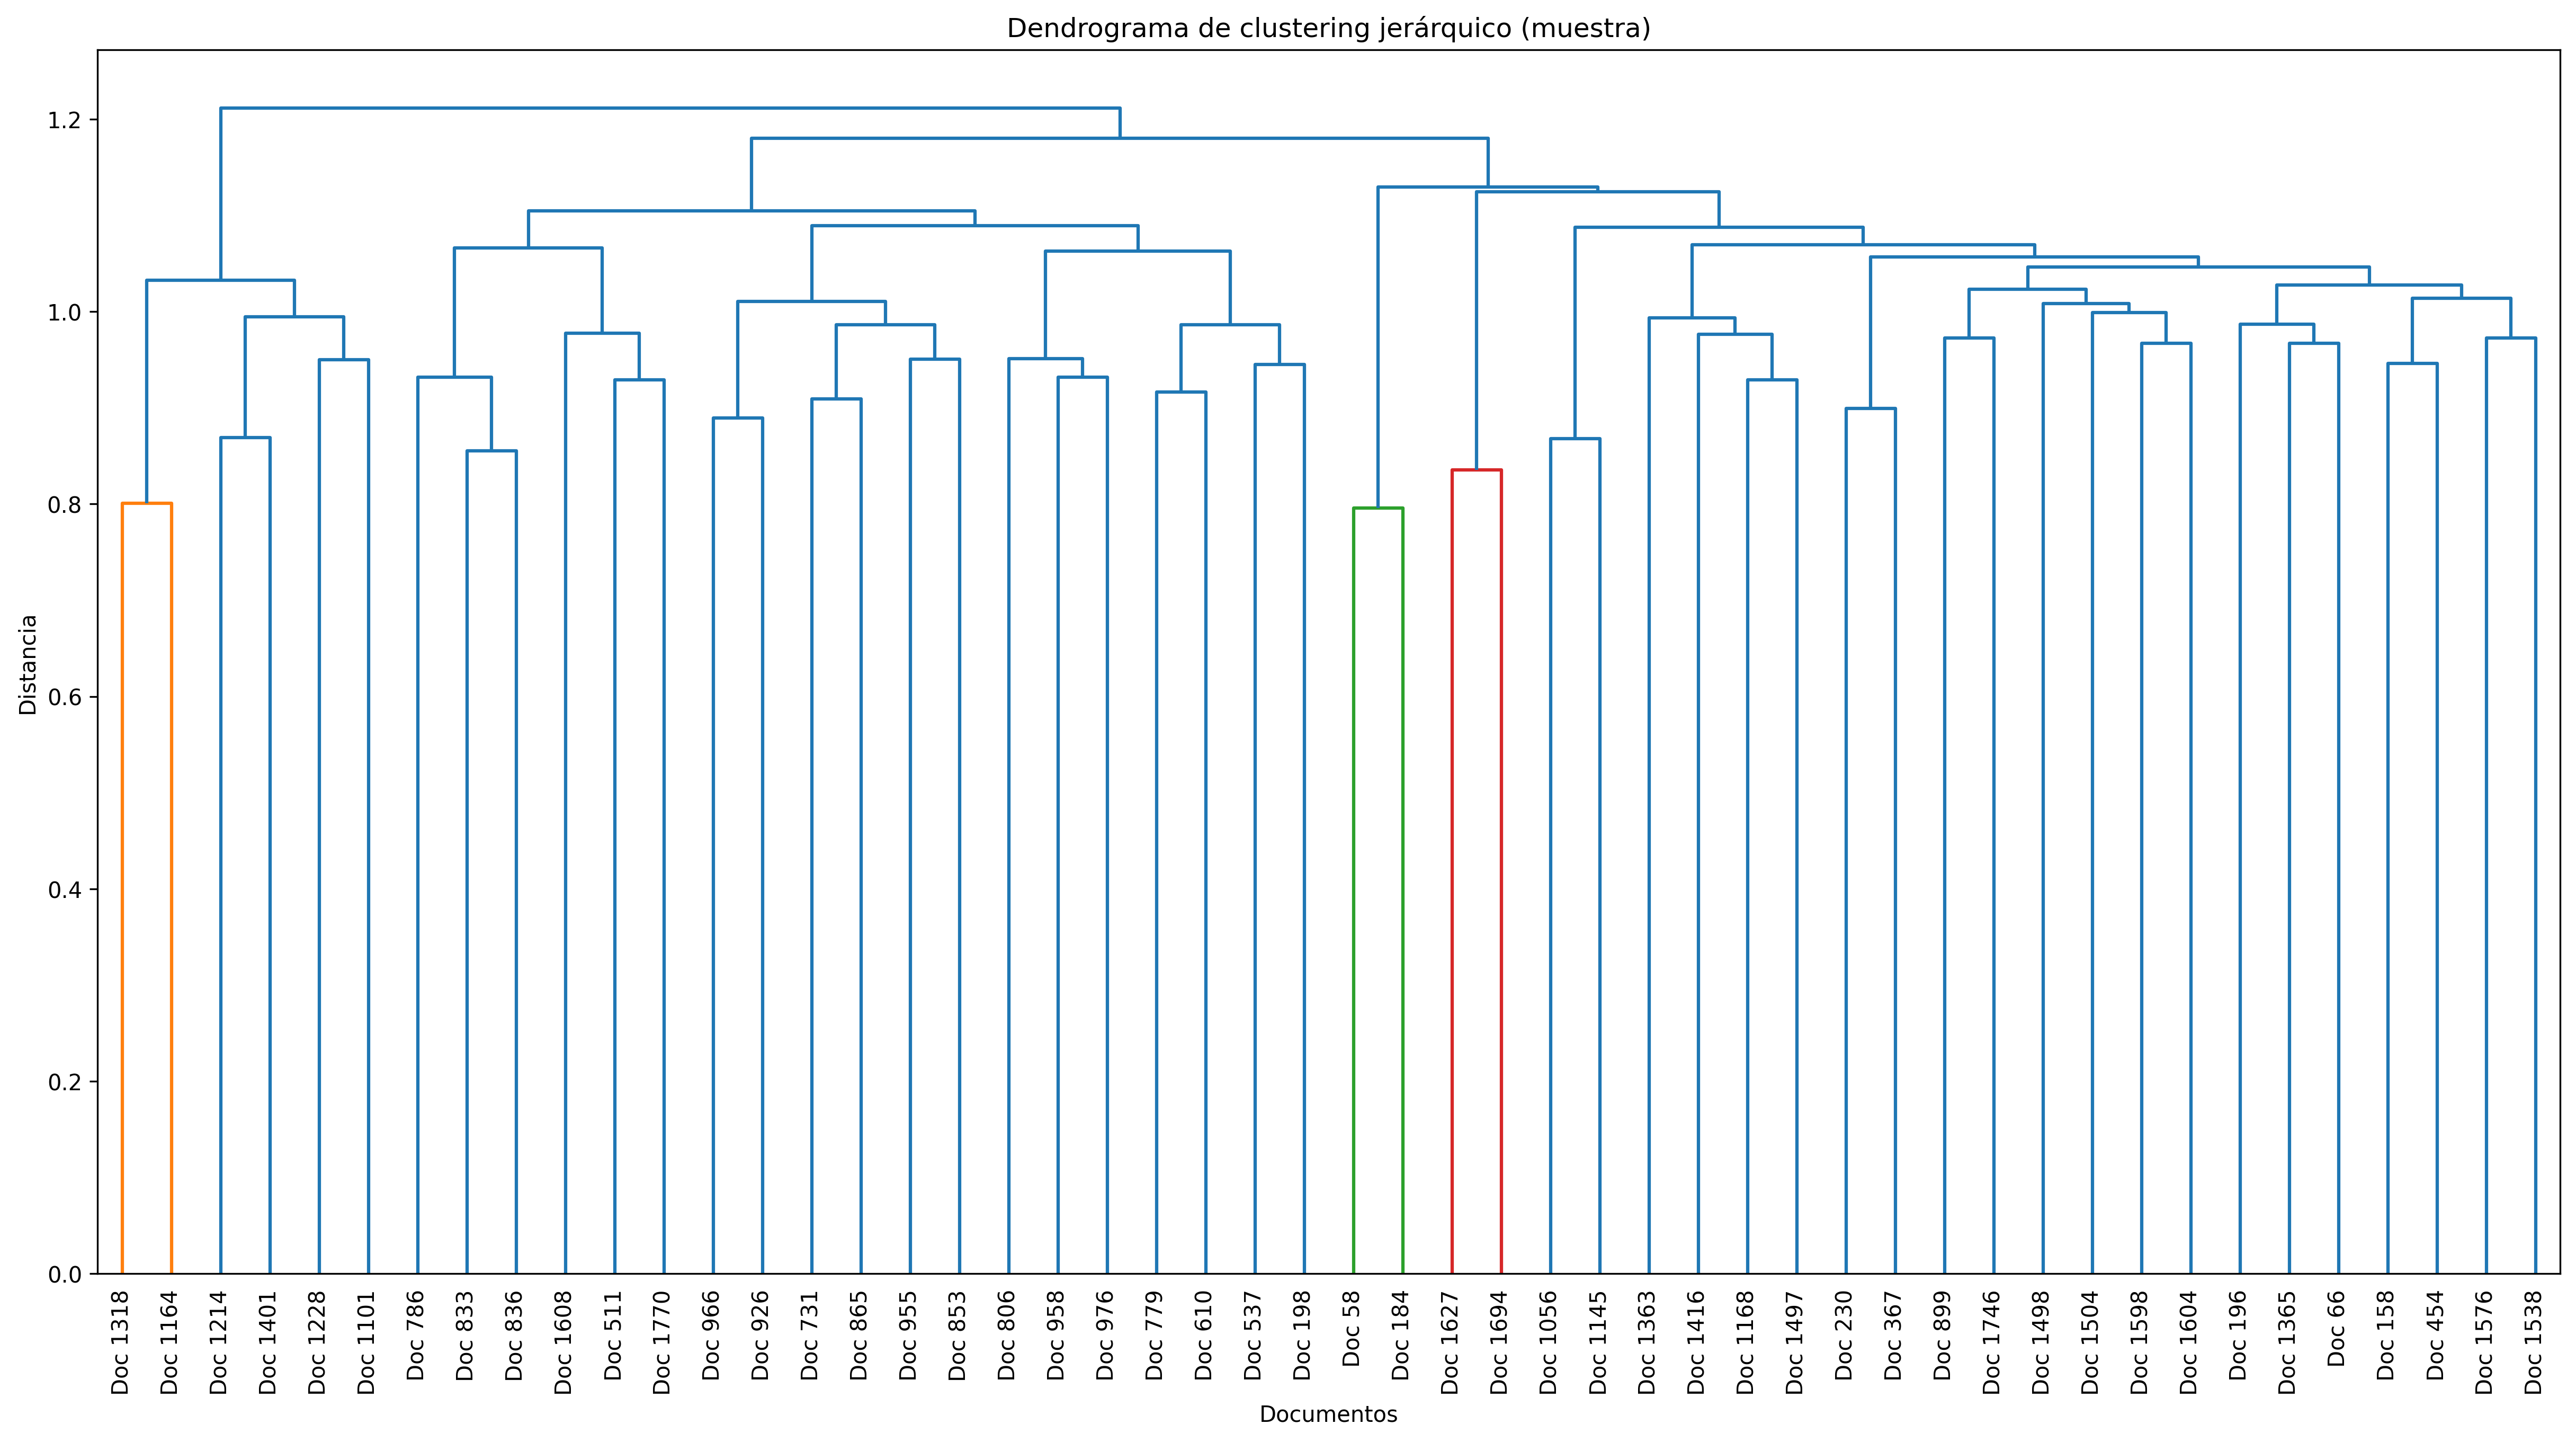 Dendrograma de clustering jerárquico (muestra)
Distancia
1.2
1.0
0.8
0.6
0.4
0.2
0.0
Doc 1318
Doc 1164
Doc 1214
Doc 1401
Doc 1228
Doc 1101
Doc 786
Doc 833
Doc 836
Doc 1608
Doc 511
Doc 1770
Doc 966
Doc 926
Doc 731
Doc 865
Doc 955
Doc 853
Doc 806
Doc 958
Doc 976
Doc 779
Doc 610
Doc 537
Doc 198
Doc 58
Doc 184
Doc 1627
Doc 1694
Doc 1056
Doc 1145
Doc 1363
Doc 1416
Doc 1168
Doc 1497
Doc 230
Doc 367
Doc 899
Doc 1746
Doc 1498
Doc 1504
Doc 1598
Doc 1604
Doc 196
Doc 1365
Doc 66
Doc 158
Doc 454
Doc 1576
Doc 1538
Documentos